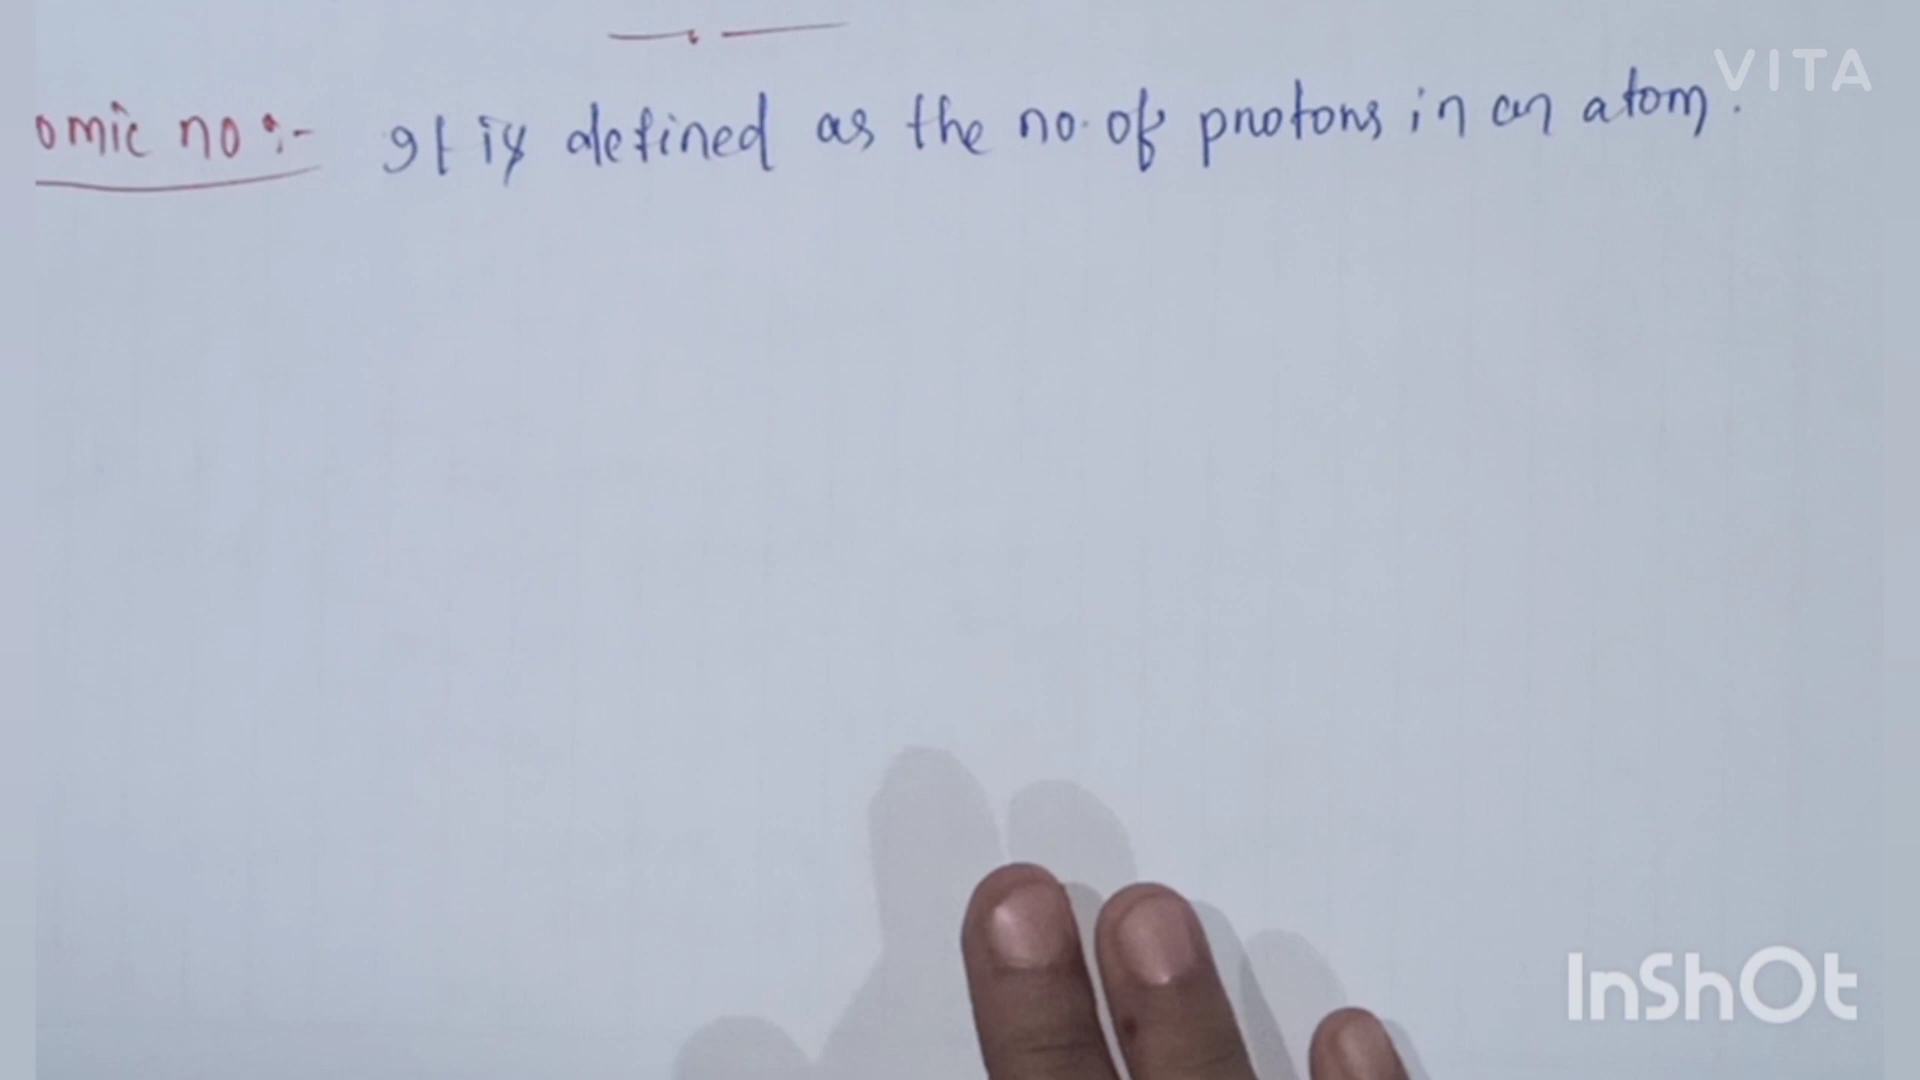 VITA
omic no :- It is defined as the no. of protons in an atom.
InShOt